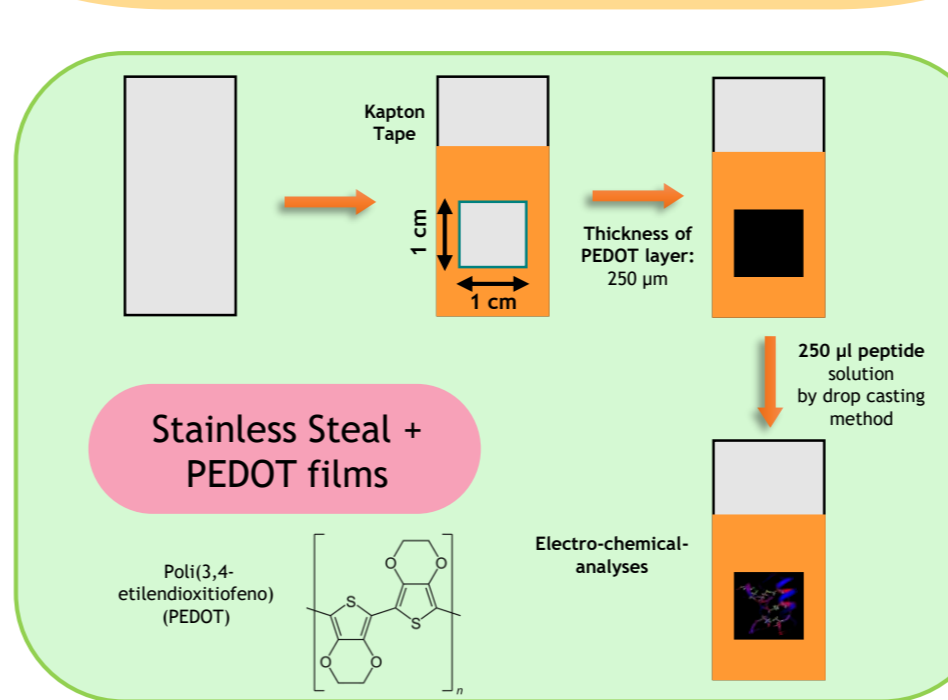 Kapton
Tape
1 cm
1 cm
Thickness of
PEDOT layer:
250 µm
250 µl peptide
solution
by drop casting
method
Stainless Steal +
PEDOT films
Electro-chemical-
analyses
Poli(3,4-
etilendioxitiofeno)
(PEDOT)
O
O
S
S
O
O
n